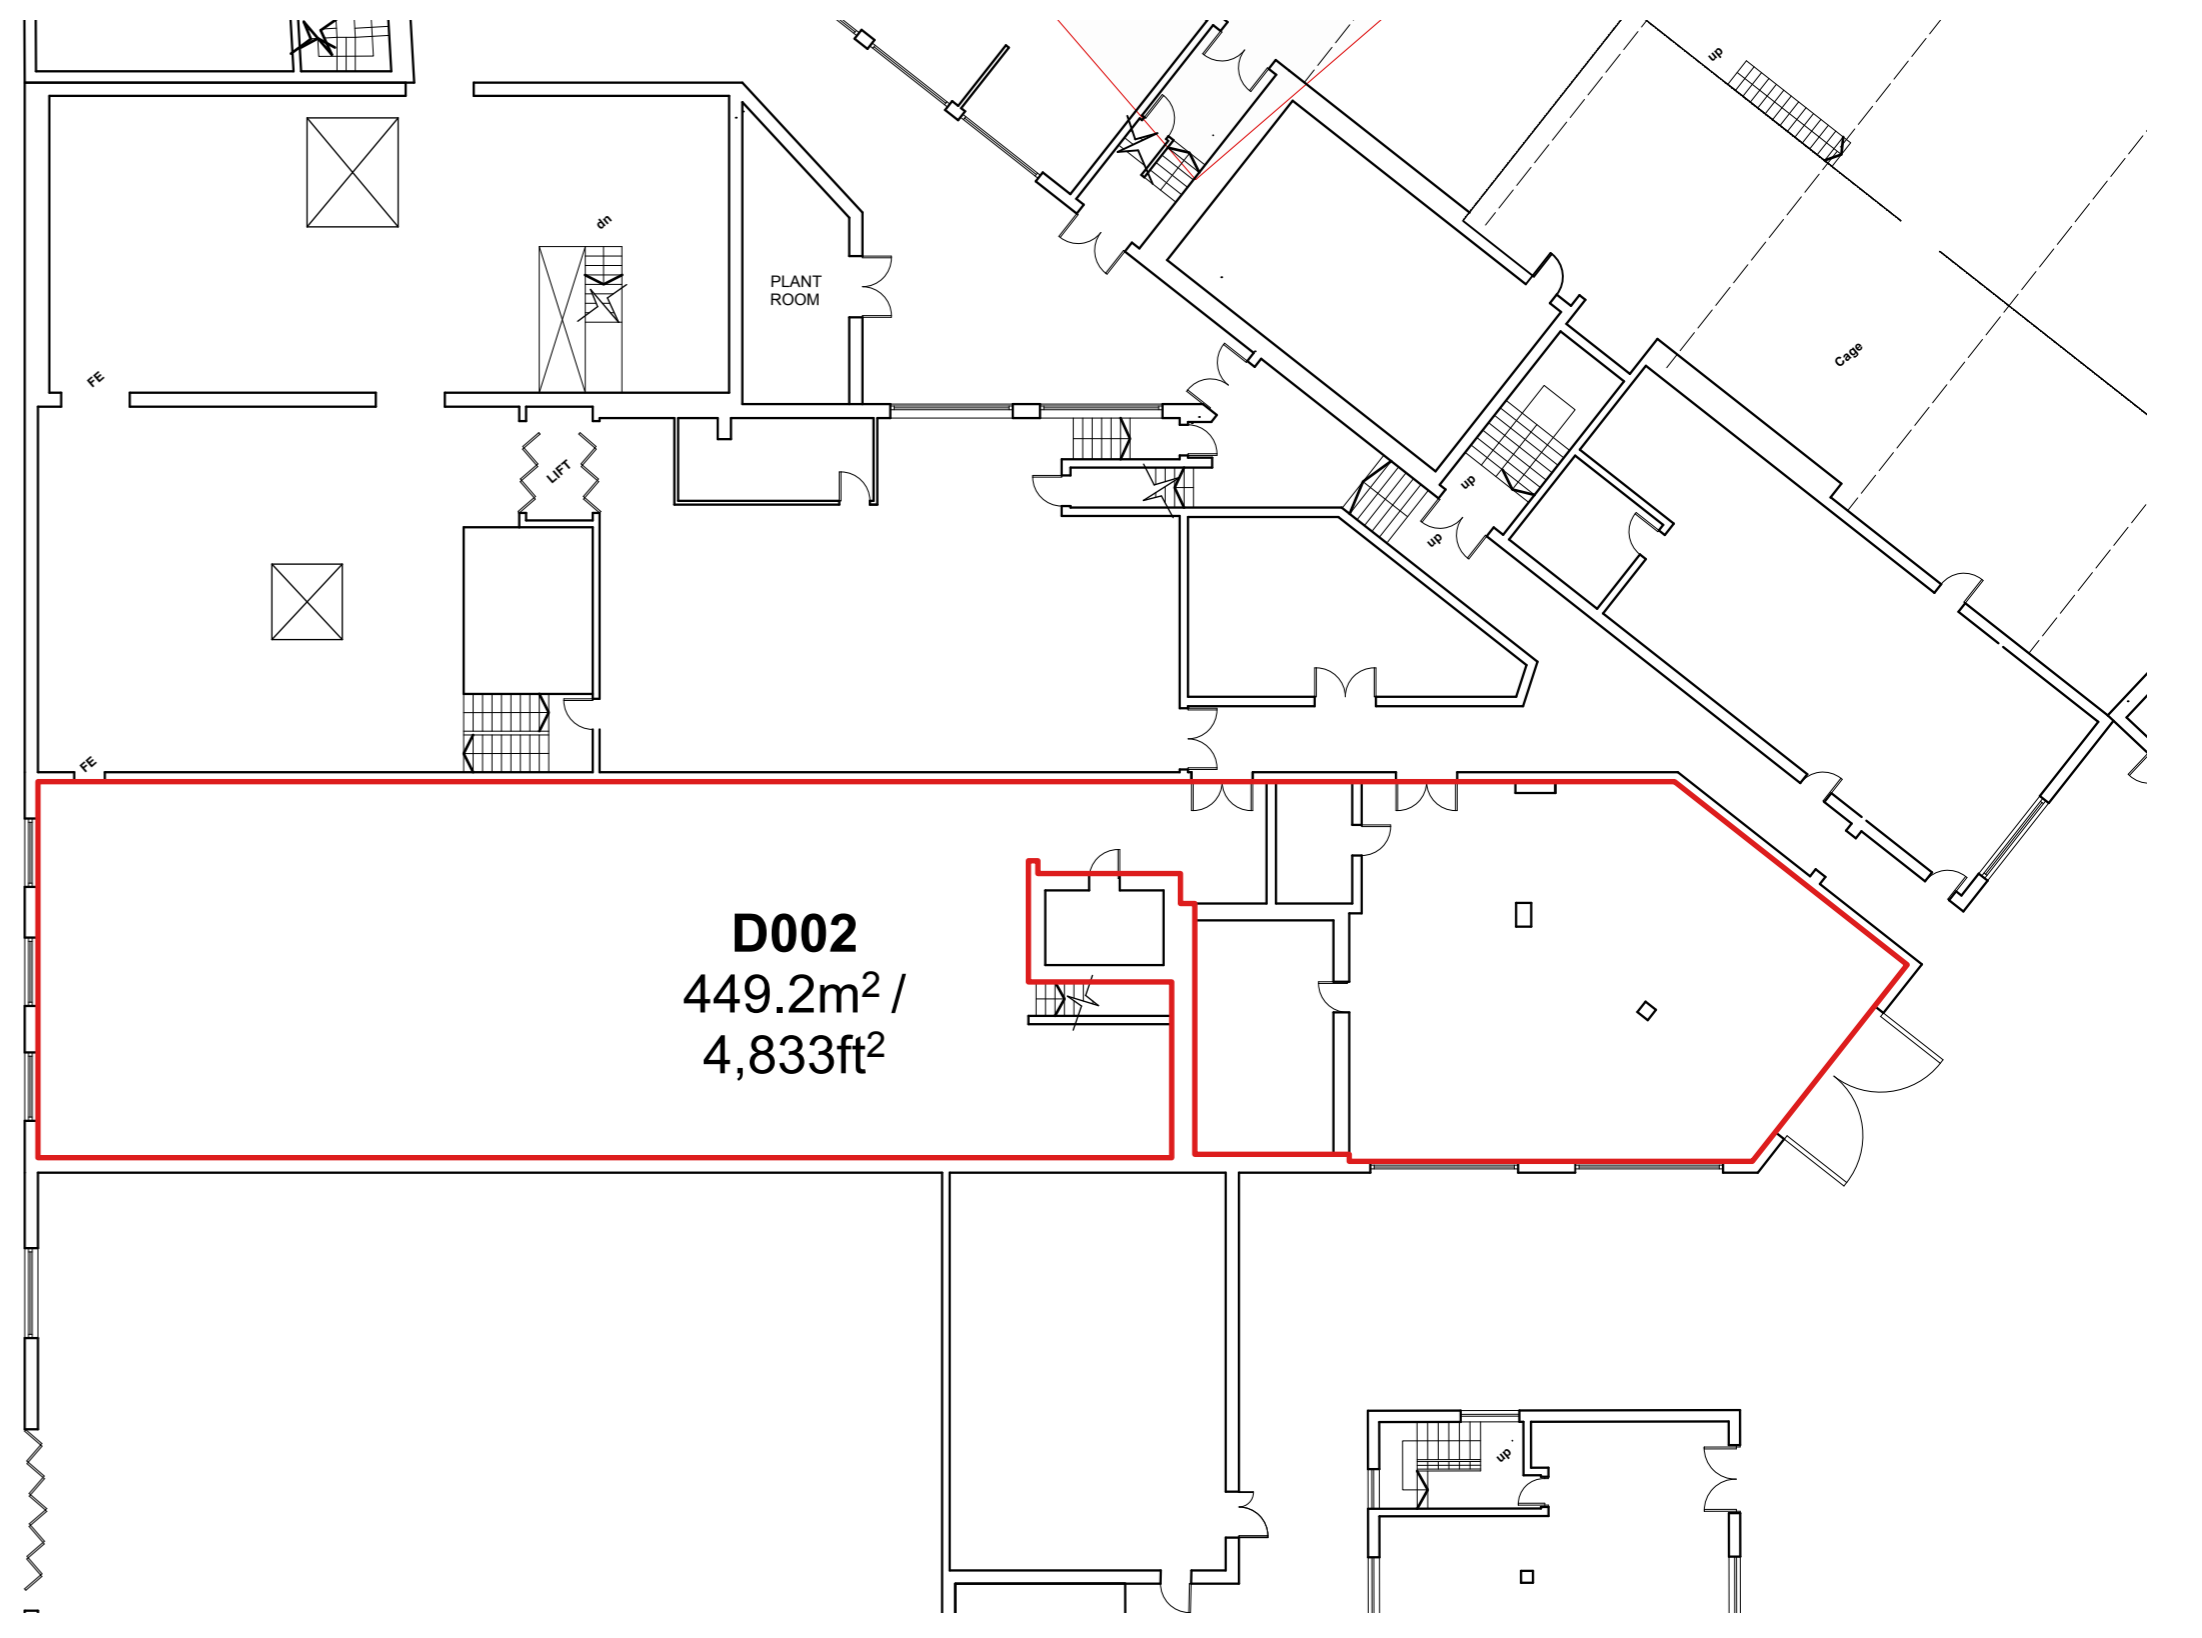 up
dn
PLANT
ROOM
Cage
FE
LIFT
up
up
FE
D002
449.2m² /
4,833ft²
up